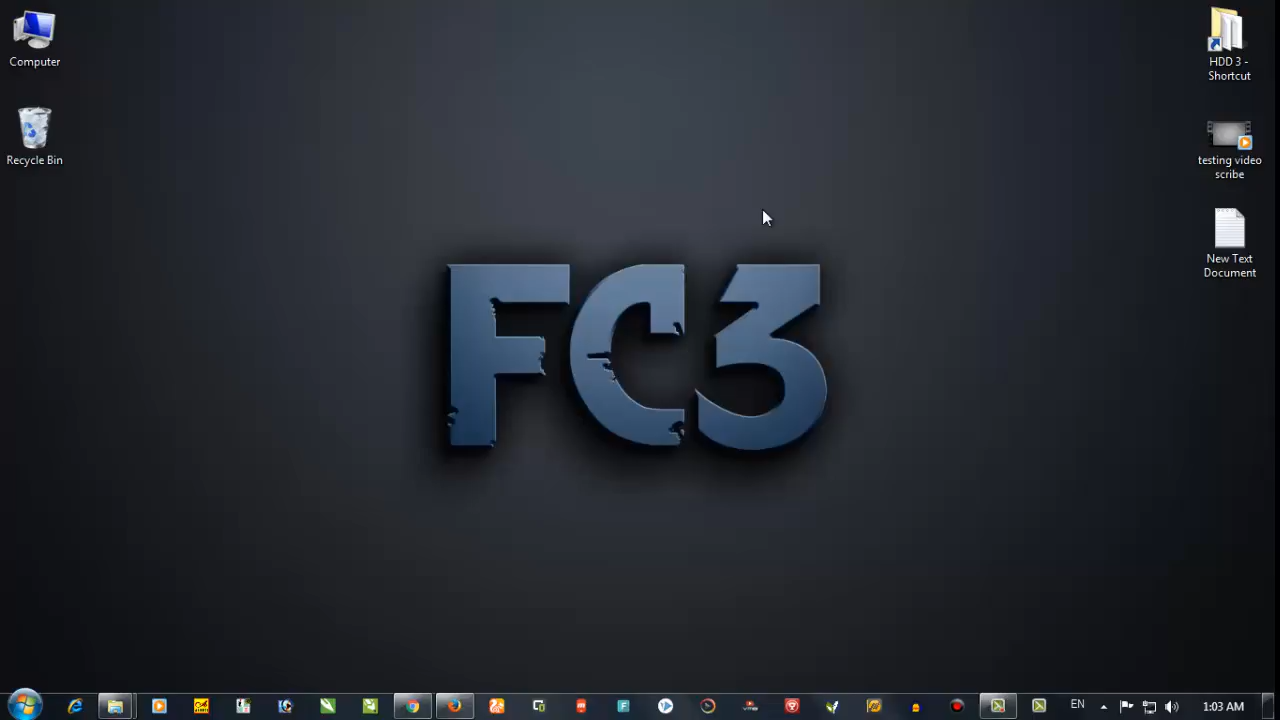 Computer
Recycle Bin
HDD 3 -
Shortcut
testing video
scribe
New Text
Document
FC3
EN
1:03 AM